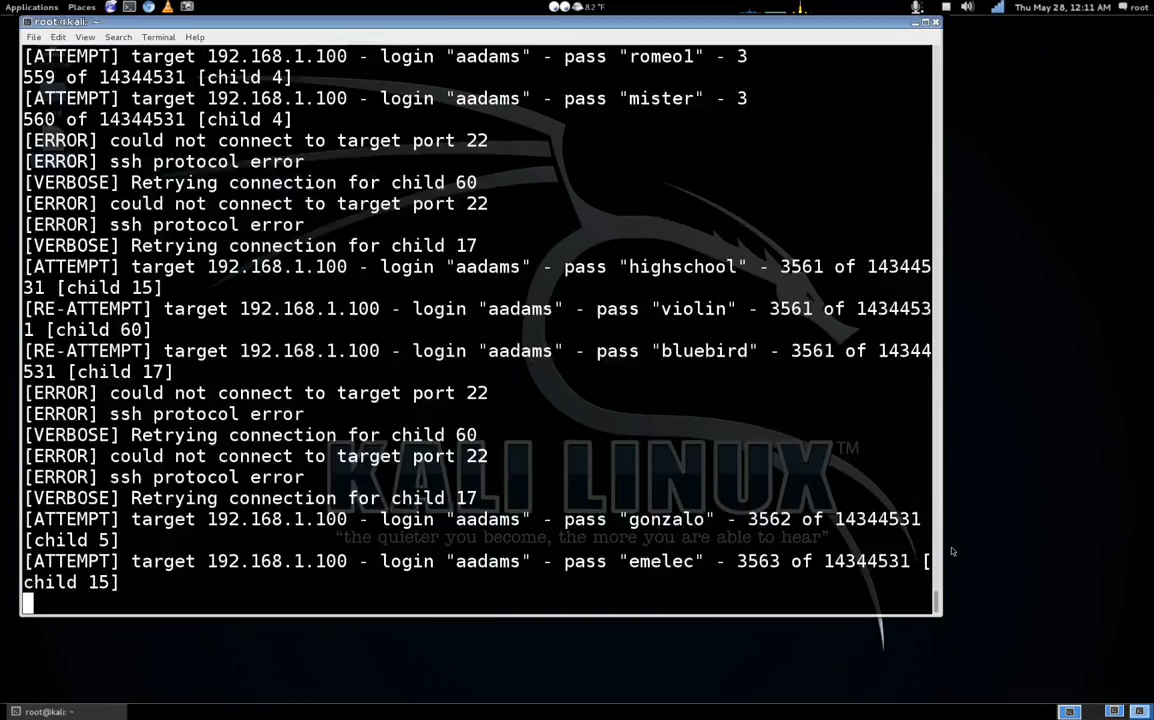 Applications Places 82 °F Thu May 28, 12:11 AM root
root@kali: ~
File Edit View Search Terminal Help
[ATTEMPT] target 192.168.1.100 - login "aadams" - pass "romeo1" - 3
559 of 14344531 [child 4]
[ATTEMPT] target 192.168.1.100 - login "aadams" - pass "mister" - 3
560 of 14344531 [child 4]
[ERROR] could not connect to target port 22
[ERROR] ssh protocol error
[VERBOSE] Retrying connection for child 60
[ERROR] could not connect to target port 22
[ERROR] ssh protocol error
[VERBOSE] Retrying connection for child 17
[ATTEMPT] target 192.168.1.100 - login "aadams" - pass "highschool" - 3561 of 143445
31 [child 15]
[RE-ATTEMPT] target 192.168.1.100 - login "aadams" - pass "violin" - 3561 of 1434453
1 [child 60]
[RE-ATTEMPT] target 192.168.1.100 - login "aadams" - pass "bluebird" - 3561 of 14344
531 [child 17]
[ERROR] could not connect to target port 22
[ERROR] ssh protocol error
[VERBOSE] Retrying connection for child 60
[ERROR] could not connect to target port 22
[ERROR] ssh protocol error
[VERBOSE] Retrying connection for child 17
[ATTEMPT] target 192.168.1.100 - login "aadams" - pass "gonzalo" - 3562 of 14344531
[child 5]
[ATTEMPT] target 192.168.1.100 - login "aadams" - pass "emelec" - 3563 of 14344531 [
child 15]
KALI LINUX™
"the quieter you become, the more you are able to hear"
root@kali: ~